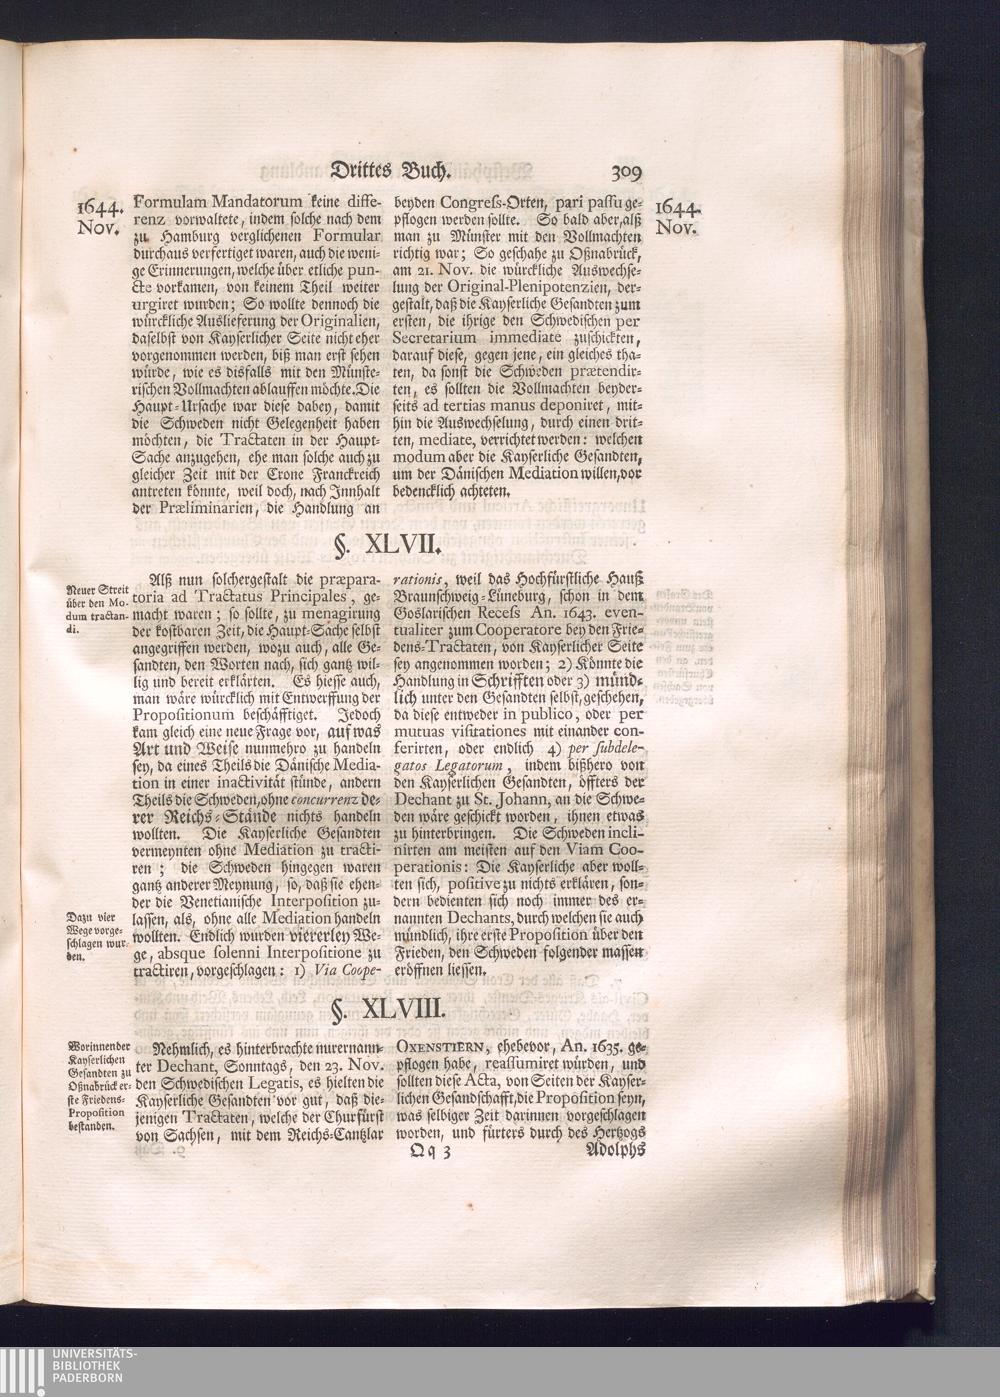 Drittes Buch. 309
1644.
Nov.
Formulam Mandatorum keine diffe-
renz vorwaltete, indem solche nach dem
zu Hamburg verglichenen Formular
durchaus verfertiget waren, auch die weni-
ge Erinnerungen, welche über etliche pun-
cte vorkamen, von keinem Theil weiter
urgiret wurden; So wollte dennoch die
würckliche Auslieferung der Originalien,
daselbst von Kayserlicher Seite nicht eher
vorgenommen werden, biß man erst sehen
würde, wie es disfalls mit den Münste-
rischen Vollmachten ablauffen möchte. Die
Haupt-Ursache war diese dabey, damit
die Schweden nicht Gelegenheit haben
möchten, die Tractaten in der Haupt-
Sache anzugehen, ehe man solche auch zu
gleicher Zeit mit der Crone Franckreich
antreten könnte, weil doch, nach Innhalt
der Præliminarien, die Handlung an
beyden Congress-Orten, pari passu ge-
pflogen werden sollte. So bald aber, alß
man zu Münster mit den Vollmachten
richtig war; So geschahe zu Oßnabrück,
am 21. Nov. die würckliche Auswechse-
lung der Original-Plenipotenzien, der-
gestalt, daß die Kayserliche Gesandten zum
ersten, die ihrige den Schwedischen per
Secretarium immediate zuschickten,
darauf diese, gegen jene, ein gleiches tha-
ten, da sonst die Schweden prætendir-
ten, es sollten die Vollmachten beyder-
seits ad tertias manus deponiret, mit-
hin die Auswechselung, durch einen drit-
ten, mediate, verrichtet werden: welchen
modum aber die Kayserliche Gesandten,
um der Dänischen Mediation willen, vor
bedencklich achteten.
1644.
Nov.
§. XLVII.
Neuer Streit
über den Mo-
dum tractan-
di.
Alß nun solchergestalt die præpara-
toria ad Tractatus Principales, ge-
macht waren; so sollte, zu menagirung
der kostbaren Zeit, die Haupt-Sache selbst
angegriffen werden, wozu auch, alle Ge-
sandten, den Worten nach, sich gantz wil-
lig und bereit erklärten. Es hiesse auch,
man wäre würcklich mit Entwerffung der
Propositionum beschäfftiget. Jedoch
kam gleich eine neue Frage vor, auf was
Art und Weise nunmehro zu handeln
sey, da eines Theils die Dänische Media-
tion in einer inactivität stünde, andern
Theils die Schweden, ohne concurrenz de-
rer Reichs-Stände nichts handeln
wollten. Die Kayserliche Gesandten
vermeynten ohne Mediation zu tracti-
ren; die Schweden hingegen waren
gantz anderer Meynung, so, daß sie ehen-
der die Venetianische Interposition zu-
lassen, als, ohne alle Mediation handeln
wollten. Endlich wurden viererley We-
ge, absque solenni Interpositione zu
tractiren, vorgeschlagen: 1) Via Coope-
Dazu vier
Wege vorge-
schlagen wur-
den.
rationis, weil das Hochfürstliche Hauß
Braunschweig-Lüneburg, schon in dem
Goslarischen Recess An. 1643. even-
tualiter zum Cooperatore bey den Frie-
dens-Tractaten, von Kayserlicher Seite
sey angenommen worden; 2) Könnte die
Handlung in Schrifften oder 3) münd-
lich unter den Gesandten selbst, geschehen,
da diese entweder in publico, oder per
mutuas visitationes mit einander con-
ferirten, oder endlich 4) per subdele-
gatos Legatorum, indem bißhero von
den Kayserlichen Gesandten, öffters der
Dechant zu St. Johann, an die Schwe-
den wäre geschickt worden, ihnen etwas
zu hinterbringen. Die Schweden incli-
nirten am meisten auf den Viam Coo-
perationis: Die Kayserliche aber woll-
ten sich, positive zu nichts erklären, son-
dern bedienten sich noch immer des er-
nannten Dechants, durch welchen sie auch
mündlich, ihre erste Proposition über den
Frieden, den Schweden folgender massen
eröffnen liessen.
§. XLVIII.
Worinnen der
Kayserlichen
Gesandten zu
Oßnabrück er-
ste Friedens-
Proposition
bestanden.
Nehmlich, es hinterbrachte nurernann-
ter Dechant, Sonntags, den 23. Nov.
den Schwedischen Legatis, es hielten die
Kayserliche Gesandten vor gut, daß die-
jenigen Tractaten, welche der Churfürst
von Sachsen, mit dem Reichs-Cantzlar
OXENSTIERN, ehebevor, An. 1635. ge-
pflogen habe, reassumiret würden, und
sollten diese Acta, von Seiten der Kayser-
lichen Gesandschafft, die Proposition seyn,
was selbiger Zeit darinnen vorgeschlagen
worden, und fürters durch des Hertzogs
Qq 3 Adolphs
UNIVERSITÄTS-
BIBLIOTHEK
PADERBORN